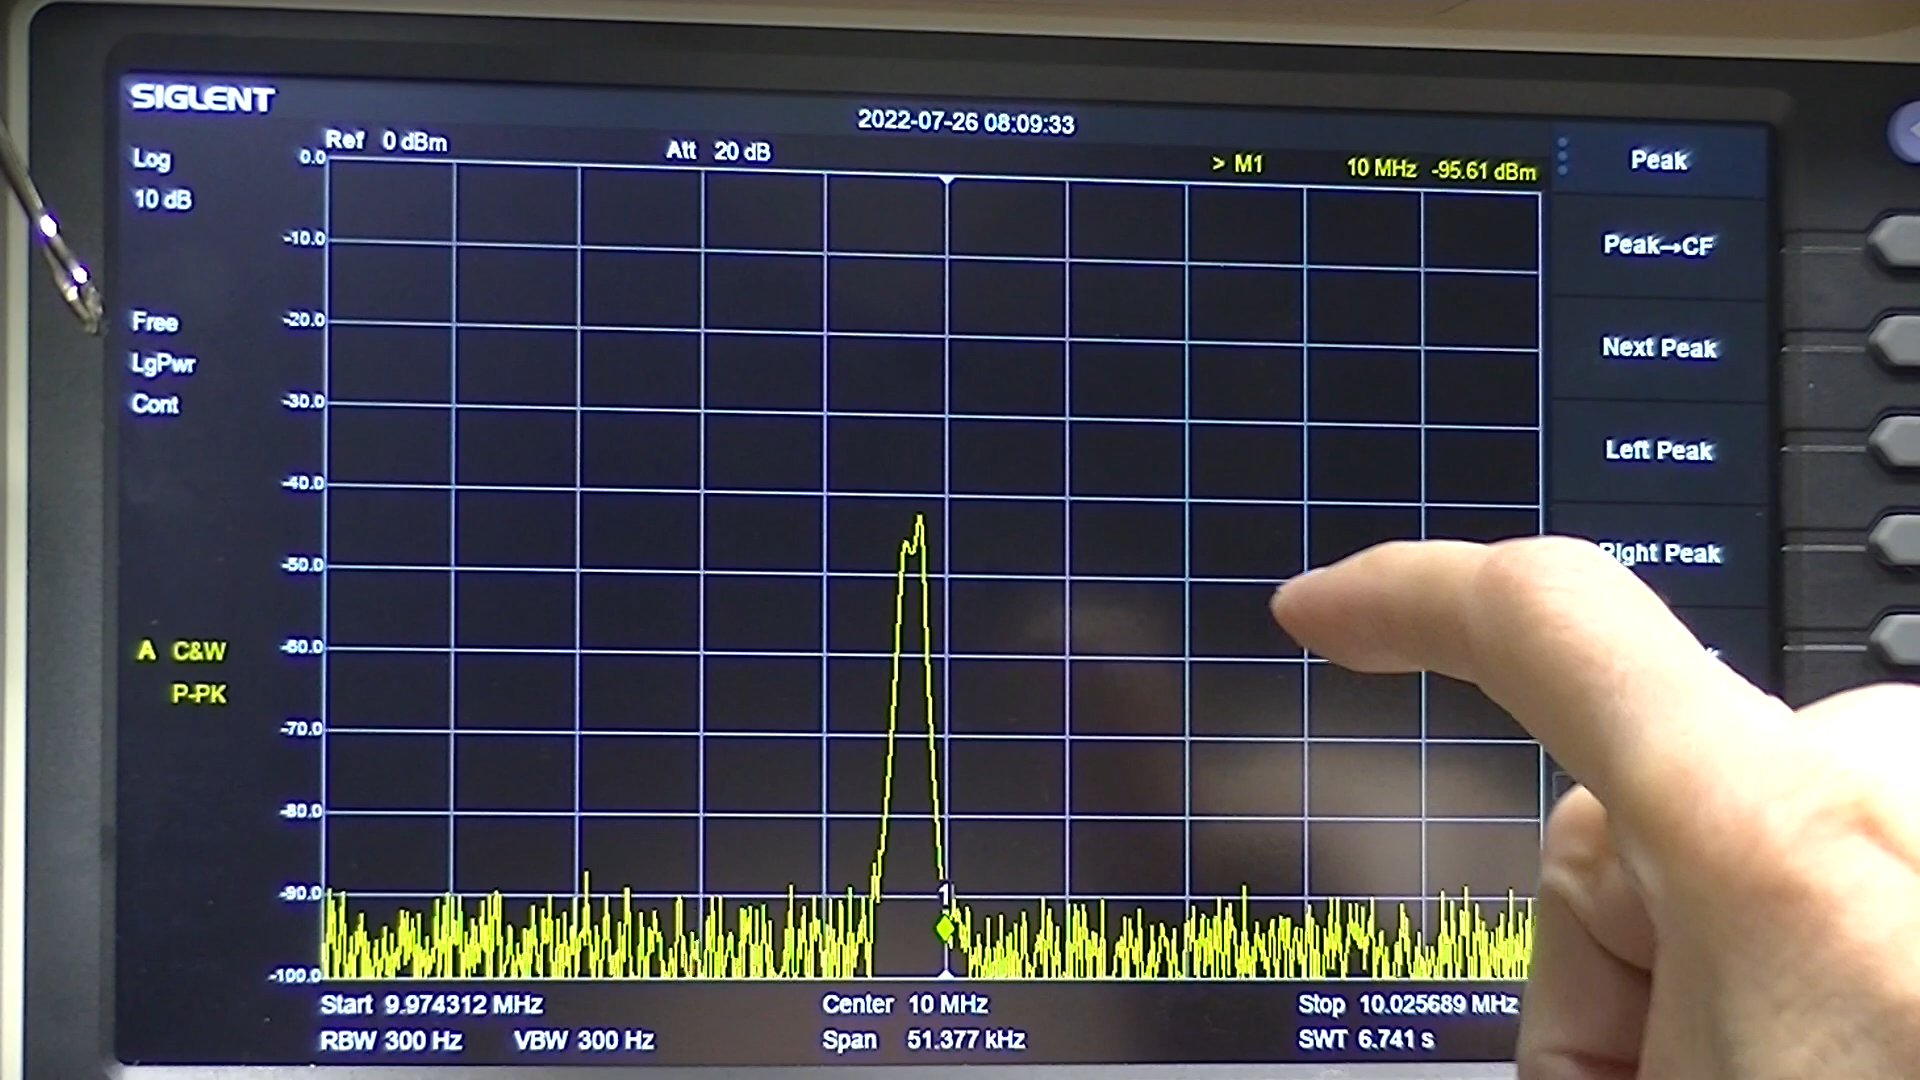 SIGLENT
2022-07-26 08:09:33
Log
10 dB
Ref 0 dBm
Att 20 dB
> M1 10 MHz -95.61 dBm
Peak
0.0
-10.0
-20.0
-30.0
-40.0
-50.0
-60.0
-70.0
-80.0
-90.0
-100.0
Free
LgPwr
Cont
A C&W
P-PK
1
Peak→CF
Next Peak
Left Peak
Right Peak
Start 9.974312 MHz Center 10 MHz Stop 10.025689 MHz
RBW 300 Hz VBW 300 Hz Span 51.377 kHz SWT 6.741 s